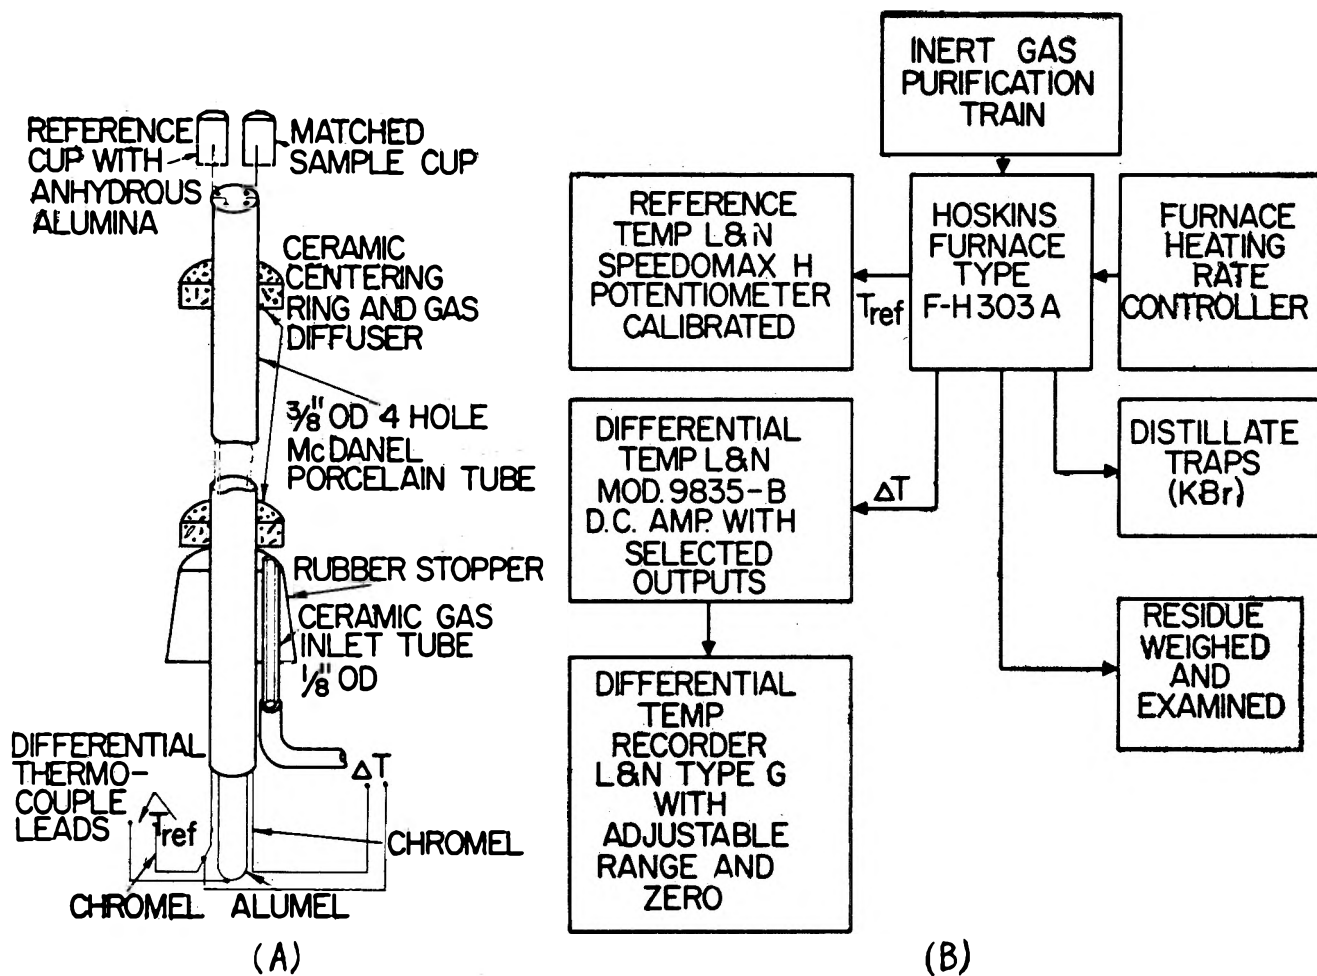 REFERENCE
CUP WITH
ANHYDROUS
ALUMINA
MATCHED
SAMPLE CUP
CERAMIC
CENTERING
RING AND GAS
DIFFUSER
3/8" OD 4 HOLE
McDANEL
PORCELAIN TUBE
RUBBER STOPPER
CERAMIC GAS
INLET TUBE
1/8" OD
DIFFERENTIAL
THERMO-
COUPLE
LEADS
Tref
ΔT
CHROMEL
CHROMEL ALUMEL
(A)
INERT GAS
PURIFICATION
TRAIN
REFERENCE
TEMP L&N
SPEEDOMAX H
POTENTIOMETER
CALIBRATED
Tref
HOSKINS
FURNACE
TYPE
F-H303A
FURNACE
HEATING
RATE
CONTROLLER
DIFFERENTIAL
TEMP L&N
MOD. 9835-B
D.C. AMP. WITH
SELECTED
OUTPUTS
ΔT
DISTILLATE
TRAPS
(KBr)
RESIDUE
WEIGHED
AND
EXAMINED
DIFFERENTIAL
TEMP
RECORDER
L&N TYPE G
WITH
ADJUSTABLE
RANGE AND
ZERO
(B)